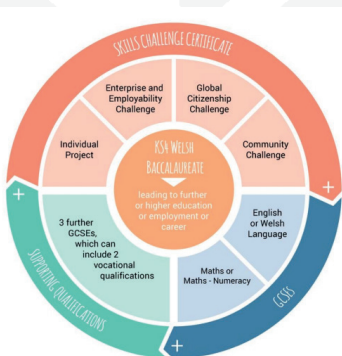 SKILLS CHALLENGE CERTIFICATE
Enterprise and
Employability
Challenge
Global
Citizenship
Challenge
Individual
Project
Community
Challenge
KS4 WELSH
BACCALAUREATE
leading to further
or higher education
or employment or
career
3 further
GCSEs,
which can
include 2
vocational
qualifications
English
or Welsh
Language
Maths or
Maths - Numeracy
SUPPORTING QUALIFICATIONS
GCSES
+
+
+